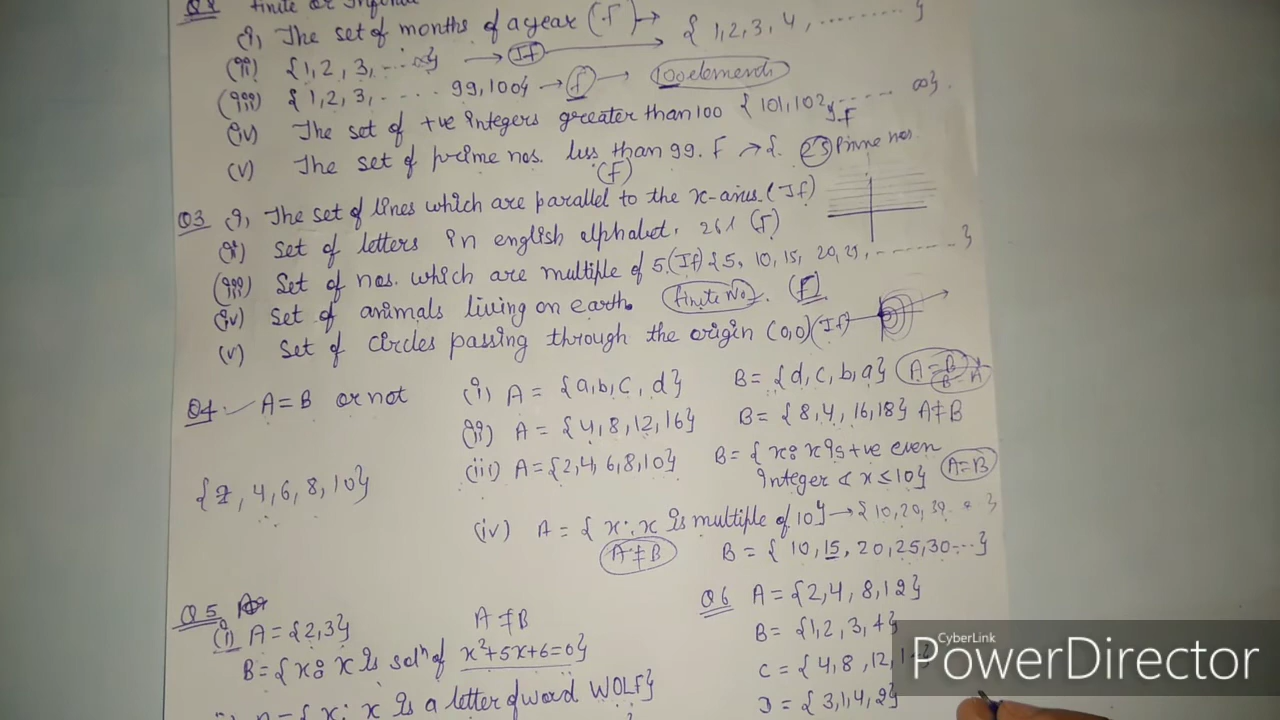 Q2 Finite or Infinite
(i) The set of months of a year (F) → { 1, 2, 3, 4, .......... }
(ii) {1, 2, 3, ... ∞} → (If) →
(iii) {1, 2, 3, ..... 99, 100} → (f) → 100 elements
(iv) The set of +ve integers greater than 100 { 101, 102, ...... ∞}.
I.F
(v) The set of prime nos. less than 99. F → {. 25 Prime nos.
(F)
Q3 (i) The set of lines which are parallel to the x-axis. (If)
(ii) Set of letters in english alphabet. 26 (F)
(iii) Set of nos. which are multiple of 5. (If) {5, 10, 15, 20, 25, ......... }
(iv) Set of animals living on earth. finite No. (f)
(v) Set of circles passing through the origin (0,0) (If)
Q4 A = B or not (i) A = {a, b, c, d} B = {d, c, b, a} A = B
B = A
(ii) A = {4, 8, 12, 16} B = {8, 4, 16, 18} A ≠ B
(iii) A = {2, 4, 6, 8, 10} B = {x: x is +ve even
Integer & x ≤ 10} A = B
{2, 4, 6, 8, 10}
(iv) A = { x: x is multiple of 10} → {10, 20, 30 .. }
A ≠ B B = { 10, 15, 20, 25, 30 ... }
Q5
(i) A = {2, 3} A ≠ B
B = {x: x is solⁿ of x²+5x+6=0}
x: x is a letter of word WOLF}
Q6 A = {2, 4, 8, 12}
B = {1, 2, 3, 4}
C = {4, 8, 12,
D = {3, 1, 4, 2}
CyberLink
PowerDirector